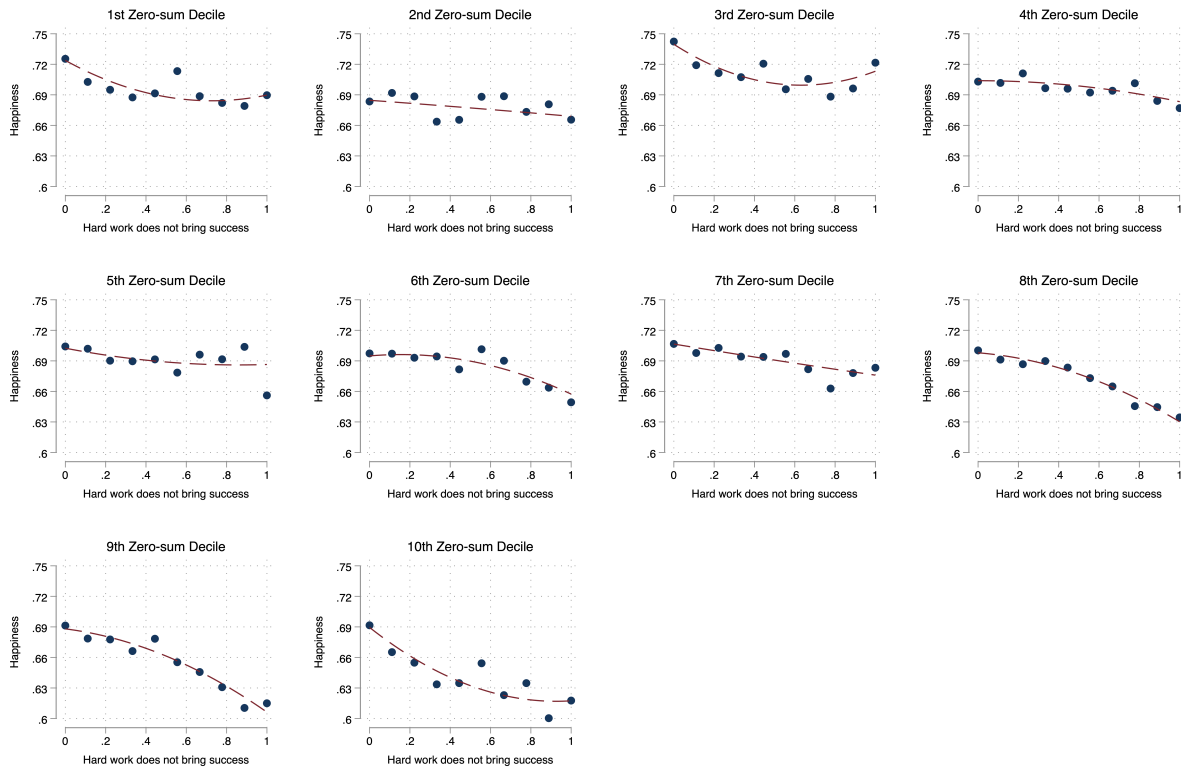 1st Zero-sum Decile
2nd Zero-sum Decile
3rd Zero-sum Decile
4th Zero-sum Decile
.75
.72
.69
.66
.63
.6
Happiness
0 .2 .4 .6 .8 1
Hard work does not bring success
.75
.72
.69
.66
.63
.6
Happiness
0 .2 .4 .6 .8 1
Hard work does not bring success
.75
.72
.69
.66
.63
.6
Happiness
0 .2 .4 .6 .8 1
Hard work does not bring success
.75
.72
.69
.66
.63
.6
Happiness
0 .2 .4 .6 .8 1
Hard work does not bring success
5th Zero-sum Decile
6th Zero-sum Decile
7th Zero-sum Decile
8th Zero-sum Decile
.75
.72
.69
.66
.63
.6
Happiness
0 .2 .4 .6 .8 1
Hard work does not bring success
.75
.72
.69
.66
.63
.6
Happiness
0 .2 .4 .6 .8 1
Hard work does not bring success
.75
.72
.69
.66
.63
.6
Happiness
0 .2 .4 .6 .8 1
Hard work does not bring success
.75
.72
.69
.66
.63
.6
Happiness
0 .2 .4 .6 .8 1
Hard work does not bring success
9th Zero-sum Decile
10th Zero-sum Decile
.75
.72
.69
.66
.63
.6
Happiness
0 .2 .4 .6 .8 1
Hard work does not bring success
.75
.72
.69
.66
.63
.6
Happiness
0 .2 .4 .6 .8 1
Hard work does not bring success